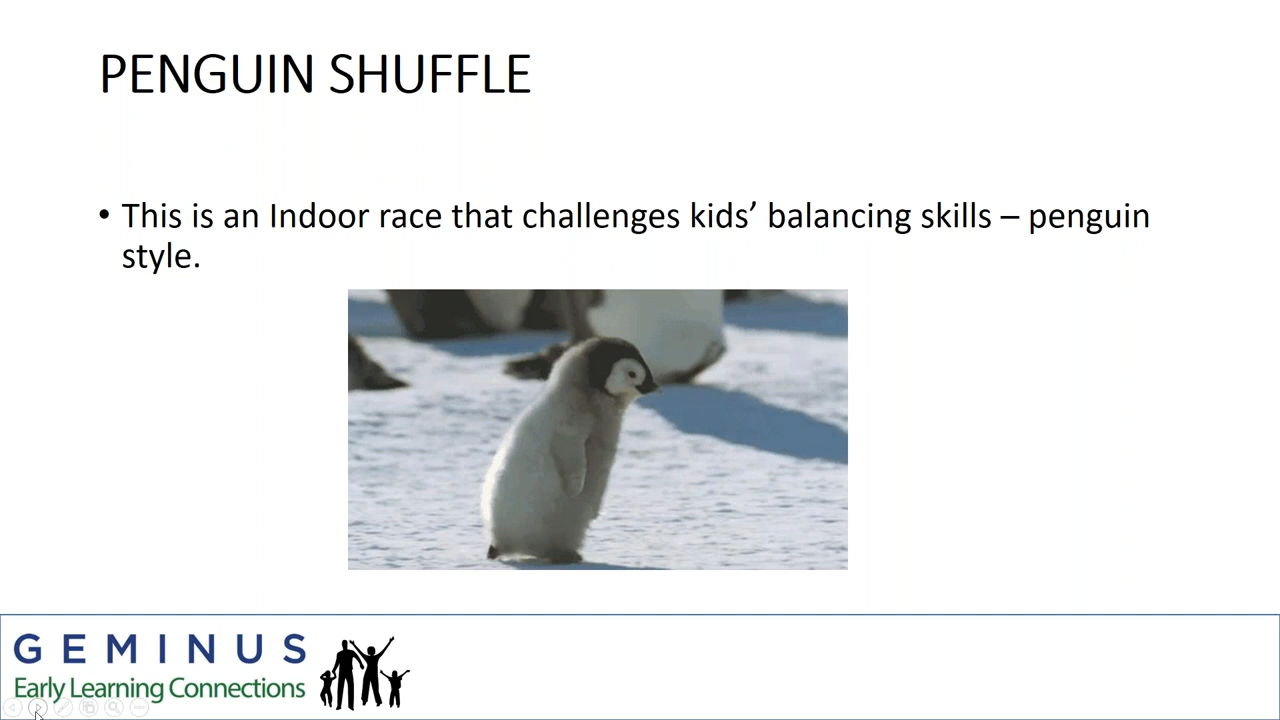 PENGUIN SHUFFLE
• This is an Indoor race that challenges kids’ balancing skills – penguin
style.
GEMINUS
Early Learning Connections